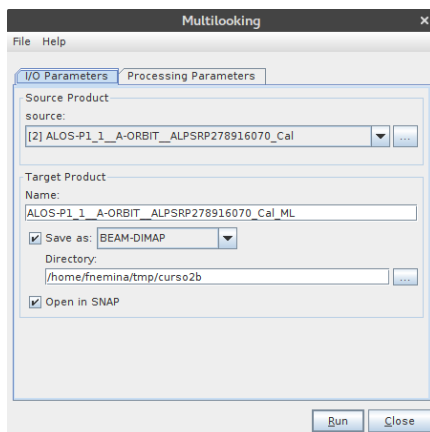 Multilooking ×
File Help
I/O Parameters Processing Parameters
Source Product
source:
[2] ALOS-P1_1__A-ORBIT__ALPSRP278916070_Cal ...
Target Product
Name:
ALOS-P1_1__A-ORBIT__ALPSRP278916070_Cal_ML
Save as: BEAM-DIMAP
Directory:
/home/fnemina/tmp/curso2b ...
Open in SNAP
Run Close